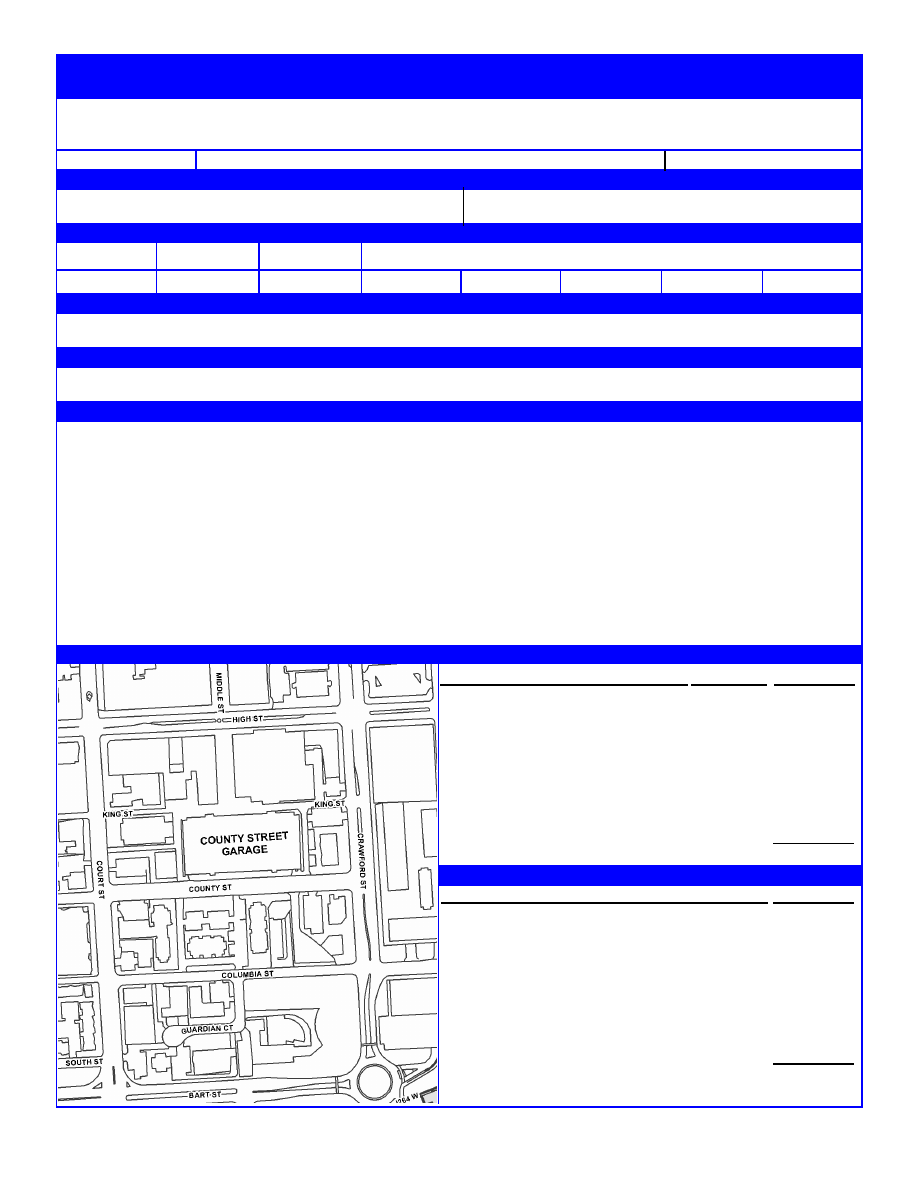 MIDDLE ST
HIGH ST
KING ST
KING ST
COUNTY STREET
GARAGE
CRAWFORD ST
COURT ST
COUNTY ST
COLUMBIA ST
GUARDIAN CT
SOUTH ST
BART ST
I264 W